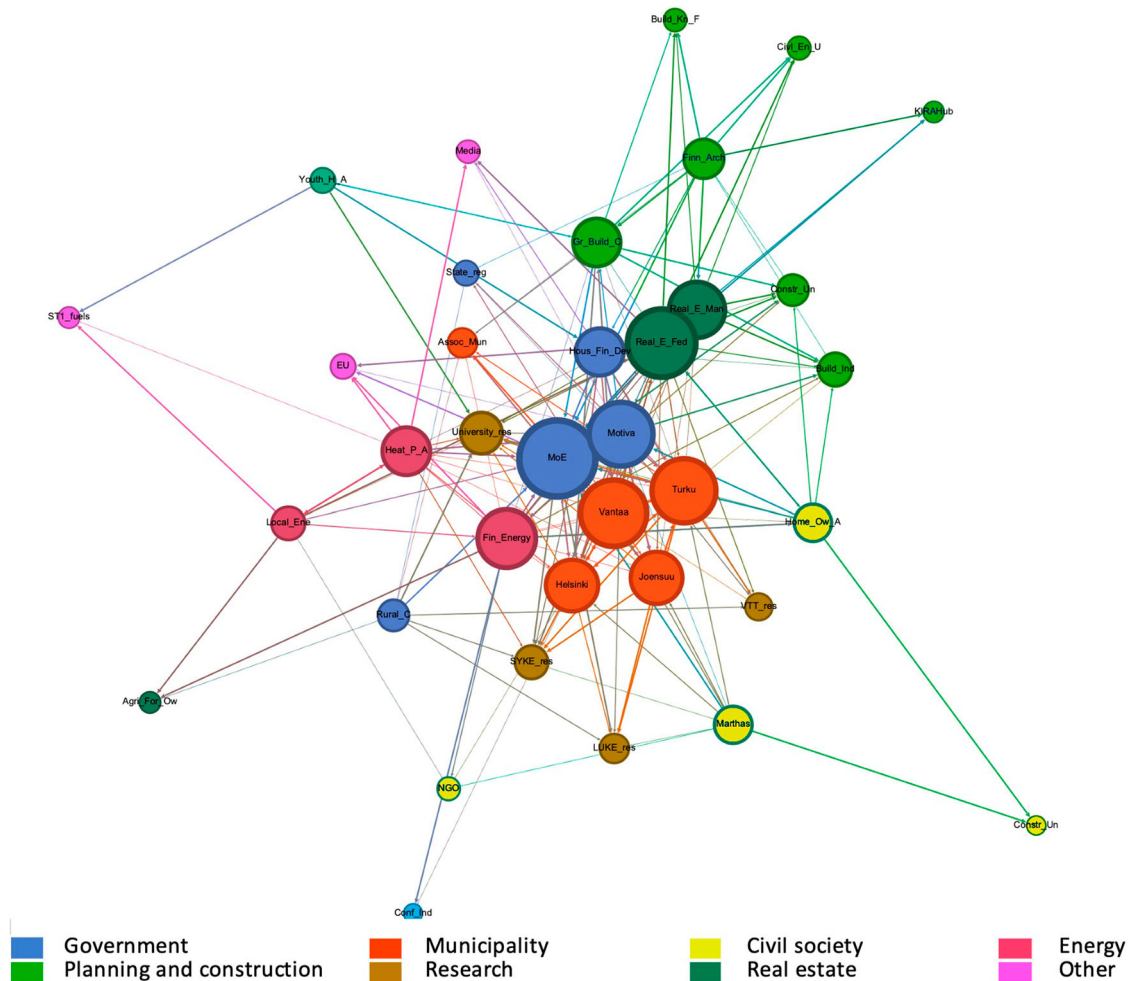 Build_Kn_F
Civi_En_U
KIRAHub
Media
Finn_Arch
Youth_H_A
Gr_Build_C
State_reg
Constr_Un
Real_E_Man
ST1_fuels
Assoc_Mun
Hous_Fin_Dev
Real_E_Fed
EU
Build_Ind
University_res
Motiva
Heat_P_A
MoE
Turku
Local_Ene
Vantaa
Home_Ow_A
Fin_Energy
Helsinki
Joensuu
Rural_C
VTT_res
SYKE_res
Agri_For_Ow
Marthas
LUKE_res
NGO
Constr_Un
Conf_Ind
Government Municipality Civil society Energy
Planning and construction Research Real estate Other